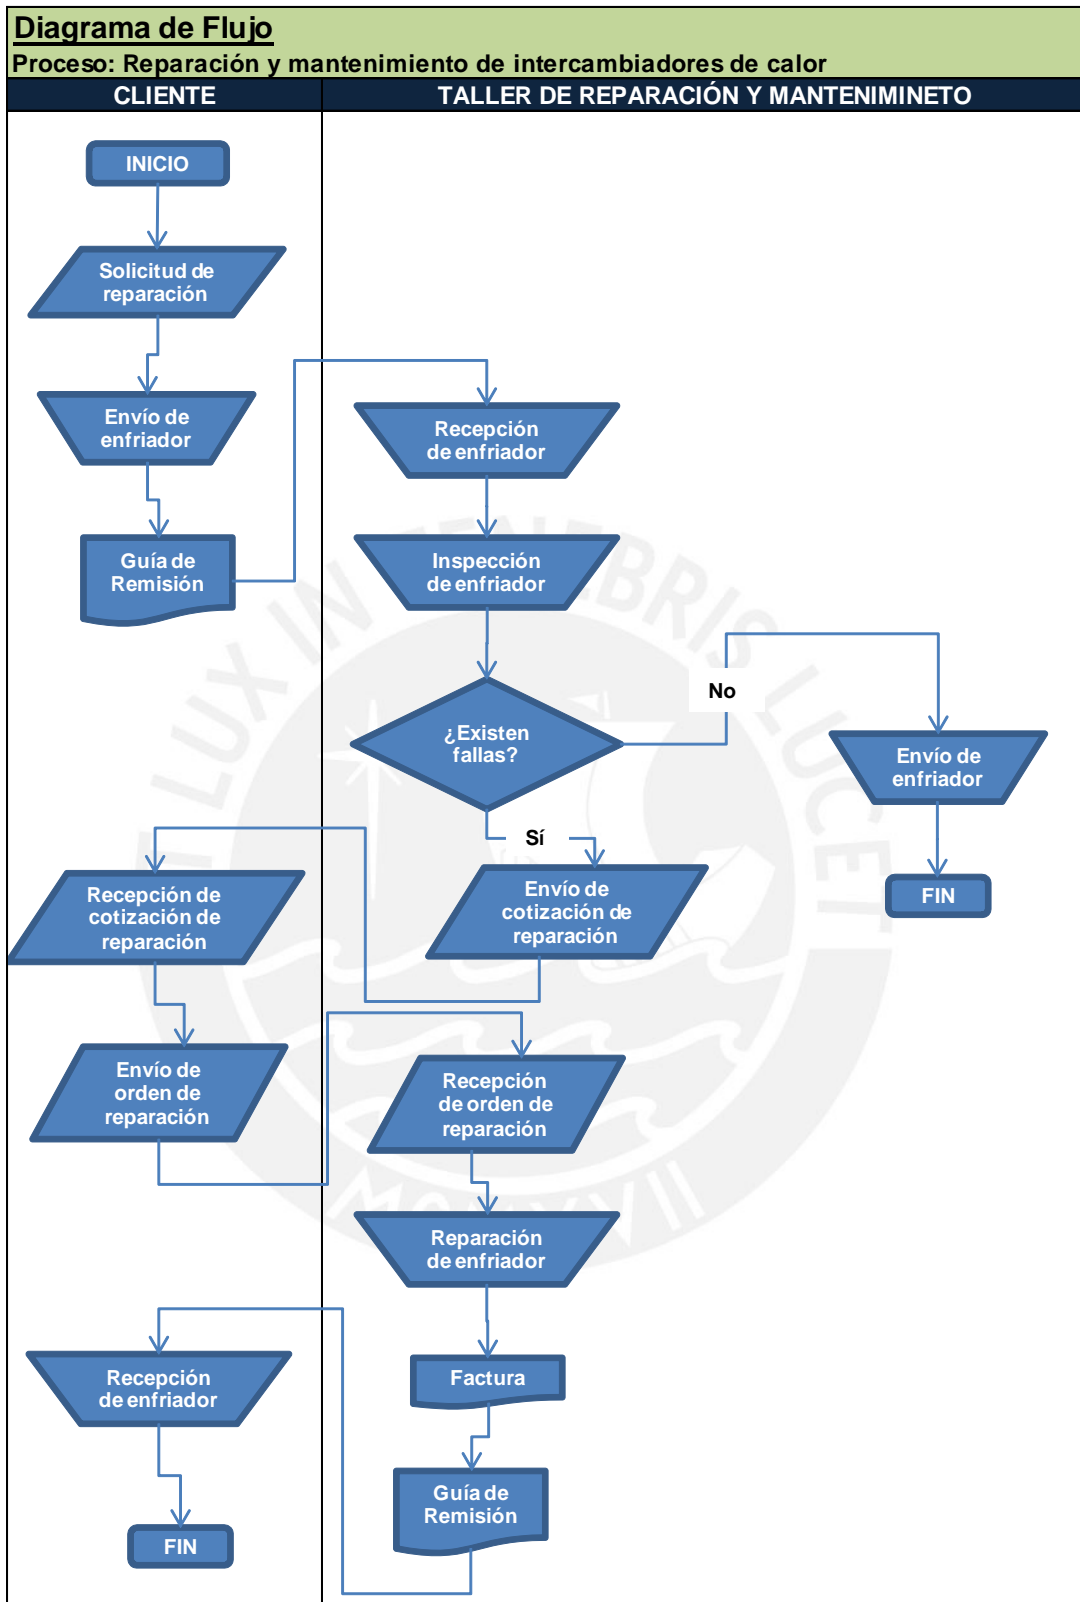 Diagrama de Flujo
Proceso: Reparación y mantenimiento de intercambiadores de calor
CLIENTE
TALLER DE REPARACIÓN Y MANTENIMINETO
INICIO
Solicitud de
reparación
Envío de
enfriador
Guía de
Remisión
Recepción
de enfriador
Inspección
de enfriador
¿Existen
fallas?
No
Envío de
enfriador
FIN
Sí
Envío de
cotización de
reparación
Recepción de
cotización de
reparación
Envío de
orden de
reparación
Recepción
de orden de
reparación
Reparación
de enfriador
Factura
Guía de
Remisión
Recepción
de enfriador
FIN